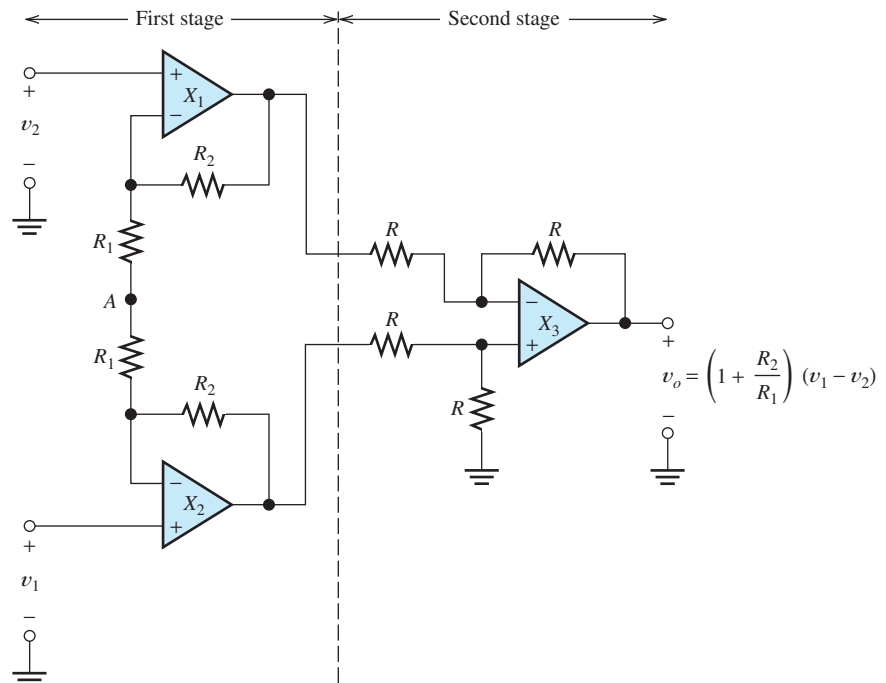 First stage
Second stage
+
X₁
−
+
v₂
−
R₂
R₁
A
R₁
R₂
−
X₂
+
+
v₁
−
R
R
−
X₃
+
R
R
+
vₒ = (1 + R₂/R₁) (v₁ − v₂)
−